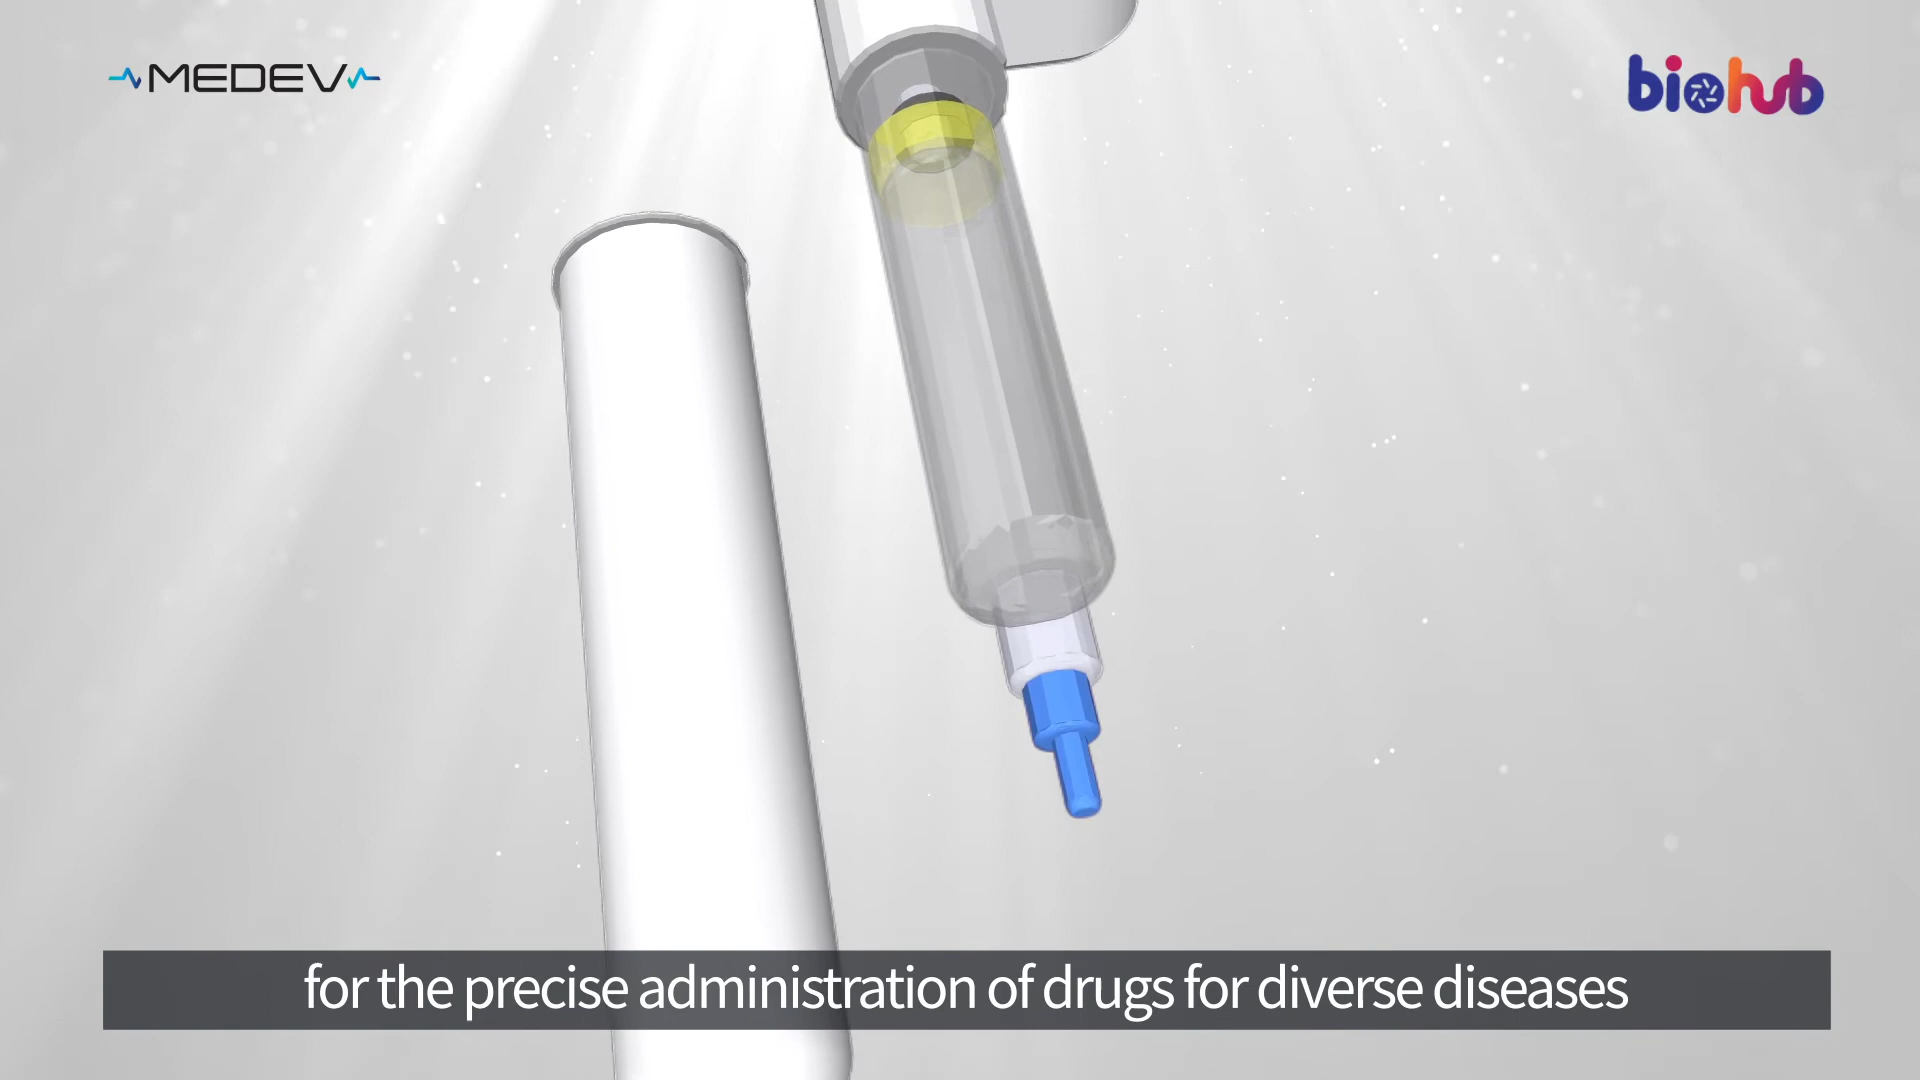 MEDEV
biohub
for the precise administration of drugs for diverse diseases